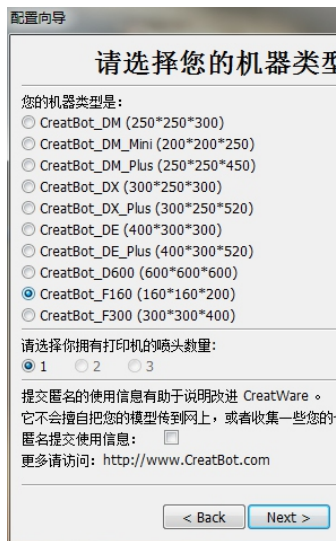 配置向导
请选择您的机器类型
您的机器类型是：
CreatBot_DM (250*250*300)
CreatBot_DM_Mini (200*200*250)
CreatBot_DM_Plus (250*250*450)
CreatBot_DX (300*250*300)
CreatBot_DX_Plus (300*250*520)
CreatBot_DE (400*300*300)
CreatBot_DE_Plus (400*300*520)
CreatBot_D600 (600*600*600)
CreatBot_F160 (160*160*200)
CreatBot_F300 (300*300*400)
请选择你拥有打印机的喷头数量：
1 2 3
提交匿名的使用信息有助于说明改进 CreatWare 。
它不会擅自把您的模型传到网上，或者收集一些您的
匿名提交使用信息：
更多请访问：http://www.CreatBot.com
< Back Next >